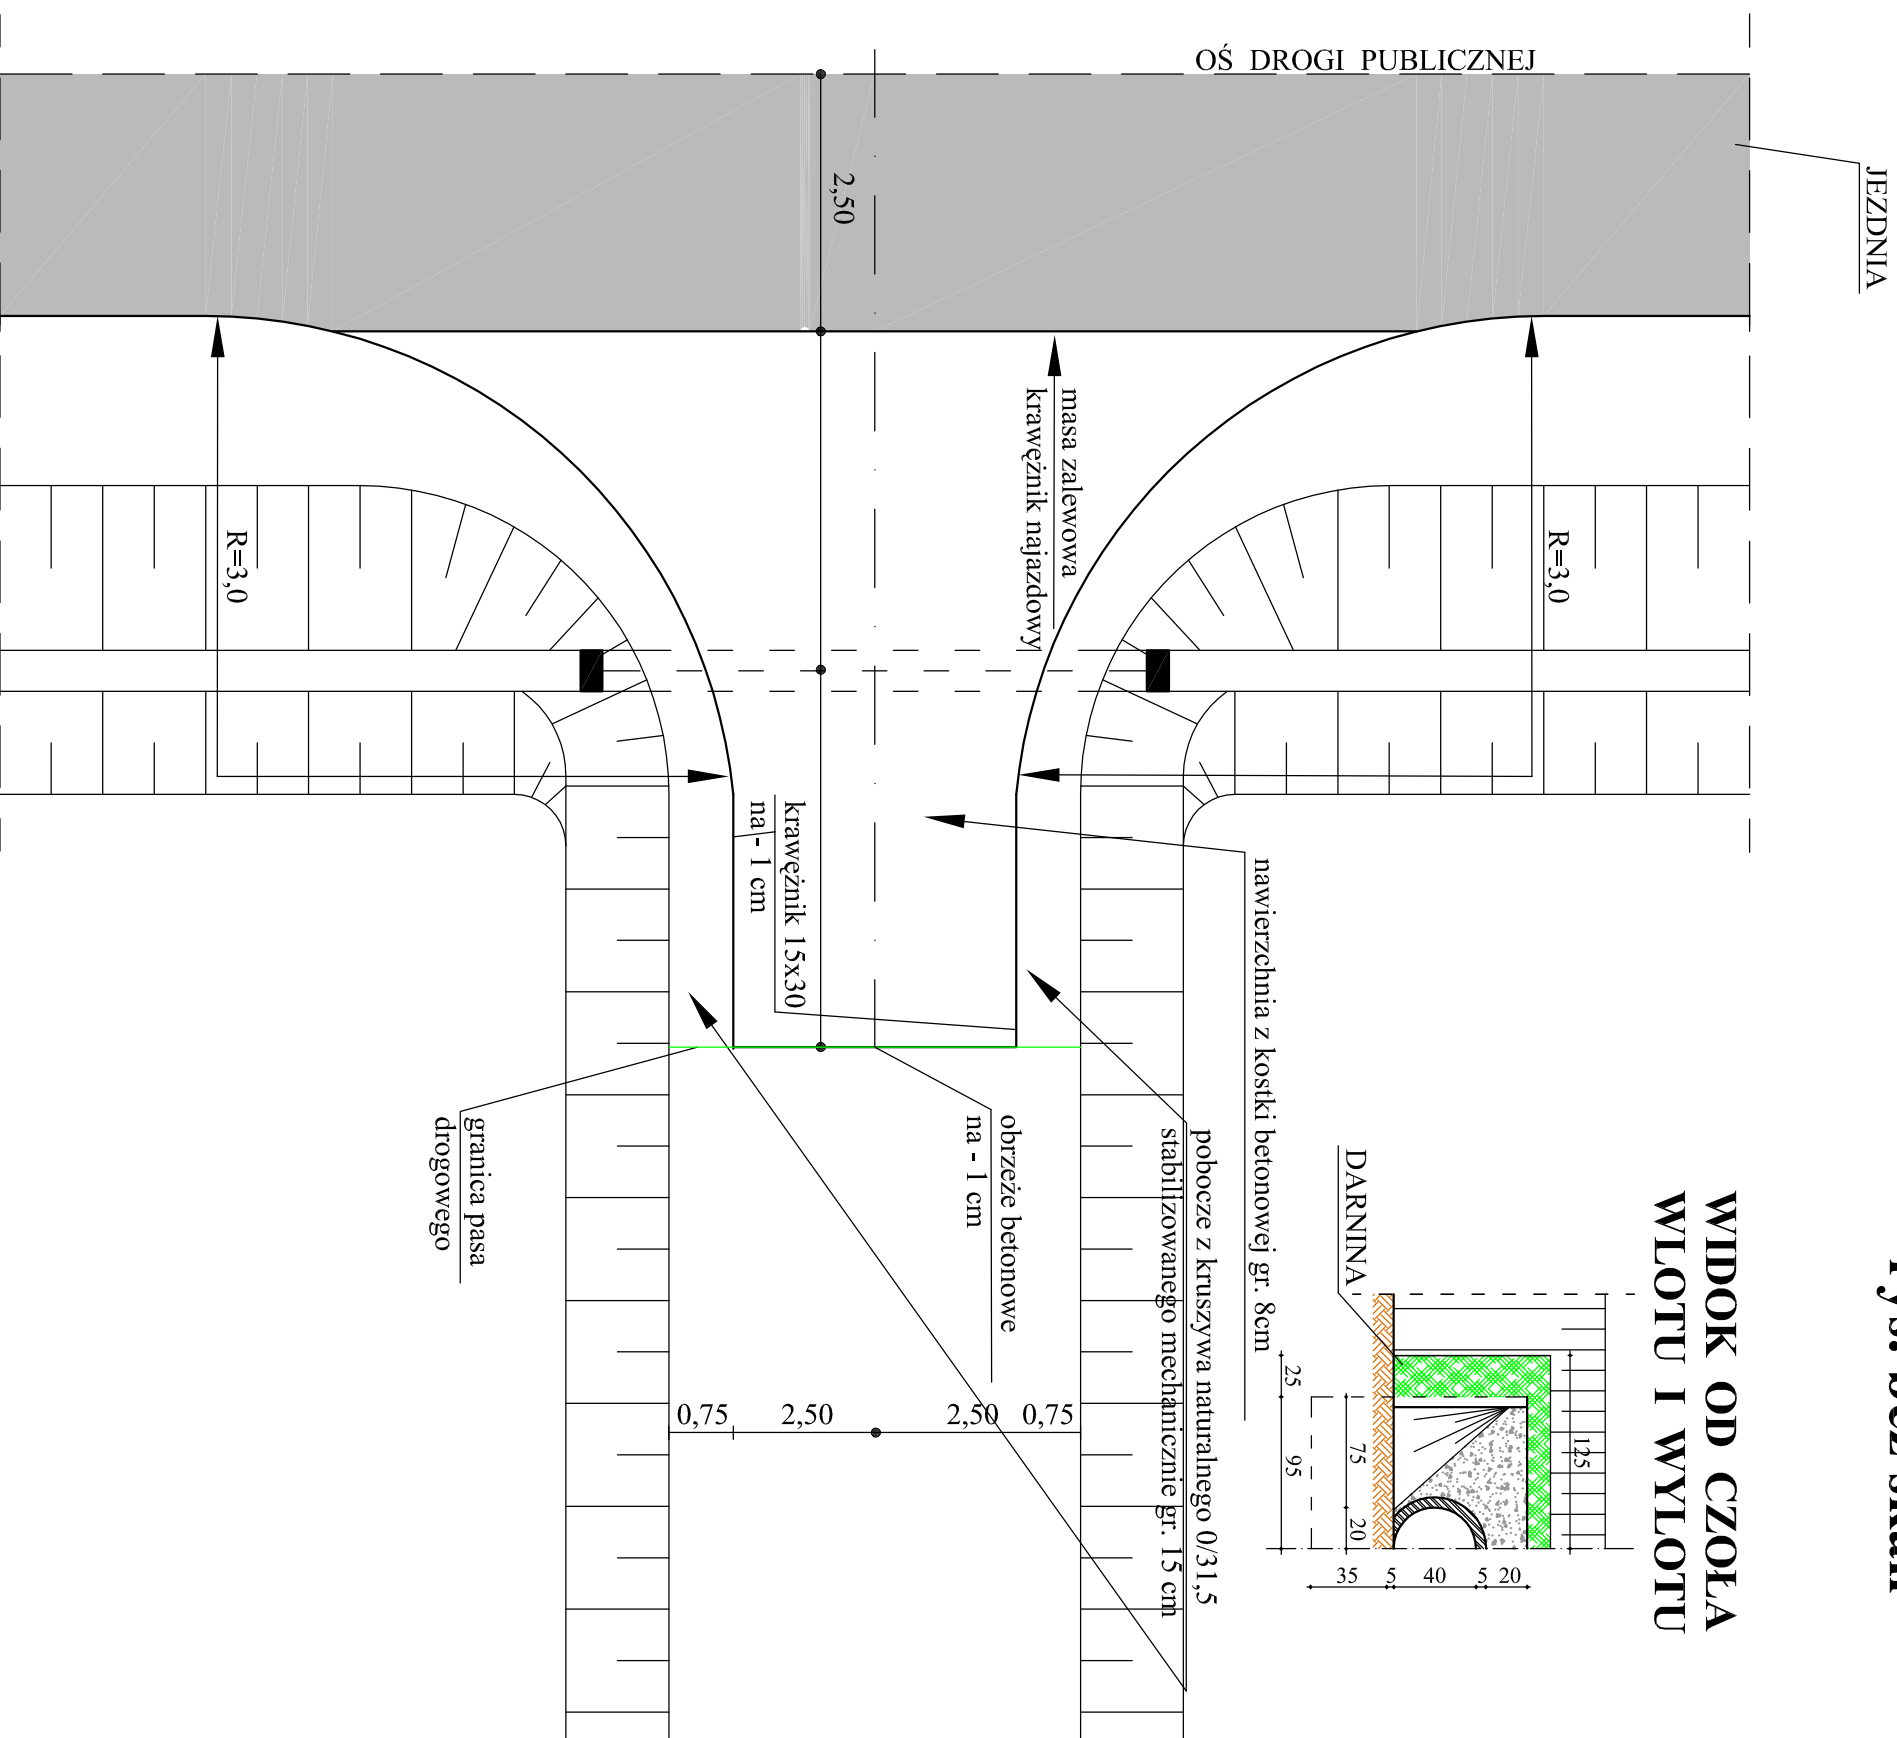 OŚ DROGI PUBLICZNEJ
JEZDNIA
2,50
masa zalewowa
krawężnik najazdowy
R=3,0
R=3,0
krawężnik 15x30
na - 1 cm
nawierzchnia z kostki betonowej gr. 8cm
pobocze z kruszywa naturalnego 0/31,5
stabilizowanego mechanicznie gr. 15 cm
obrzeże betonowe
na - 1 cm
granica pasa
drogowego
0,75
2,50
2,50
0,75
WIDOK OD CZOŁA
WLOTU I WYLOTU
DARNINA
125
25
75
95
20
35
5
40
5
20